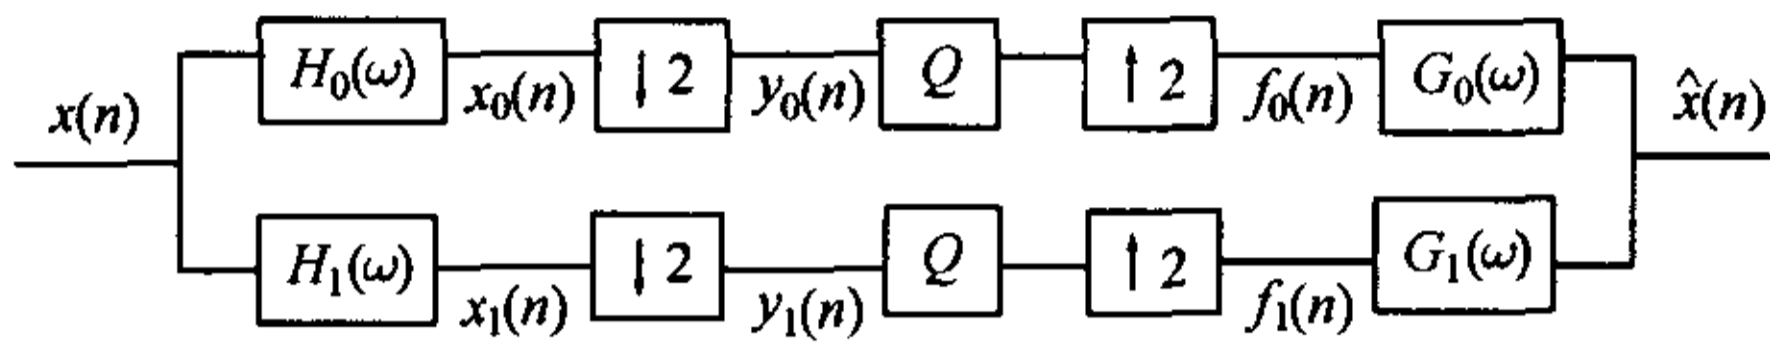 x(n) H₀(ω) x₀(n) ↓ 2 y₀(n) Q ↑ 2 f₀(n) G₀(ω) x̂(n)
H₁(ω) x₁(n) ↓ 2 y₁(n) Q ↑ 2 f₁(n) G₁(ω)